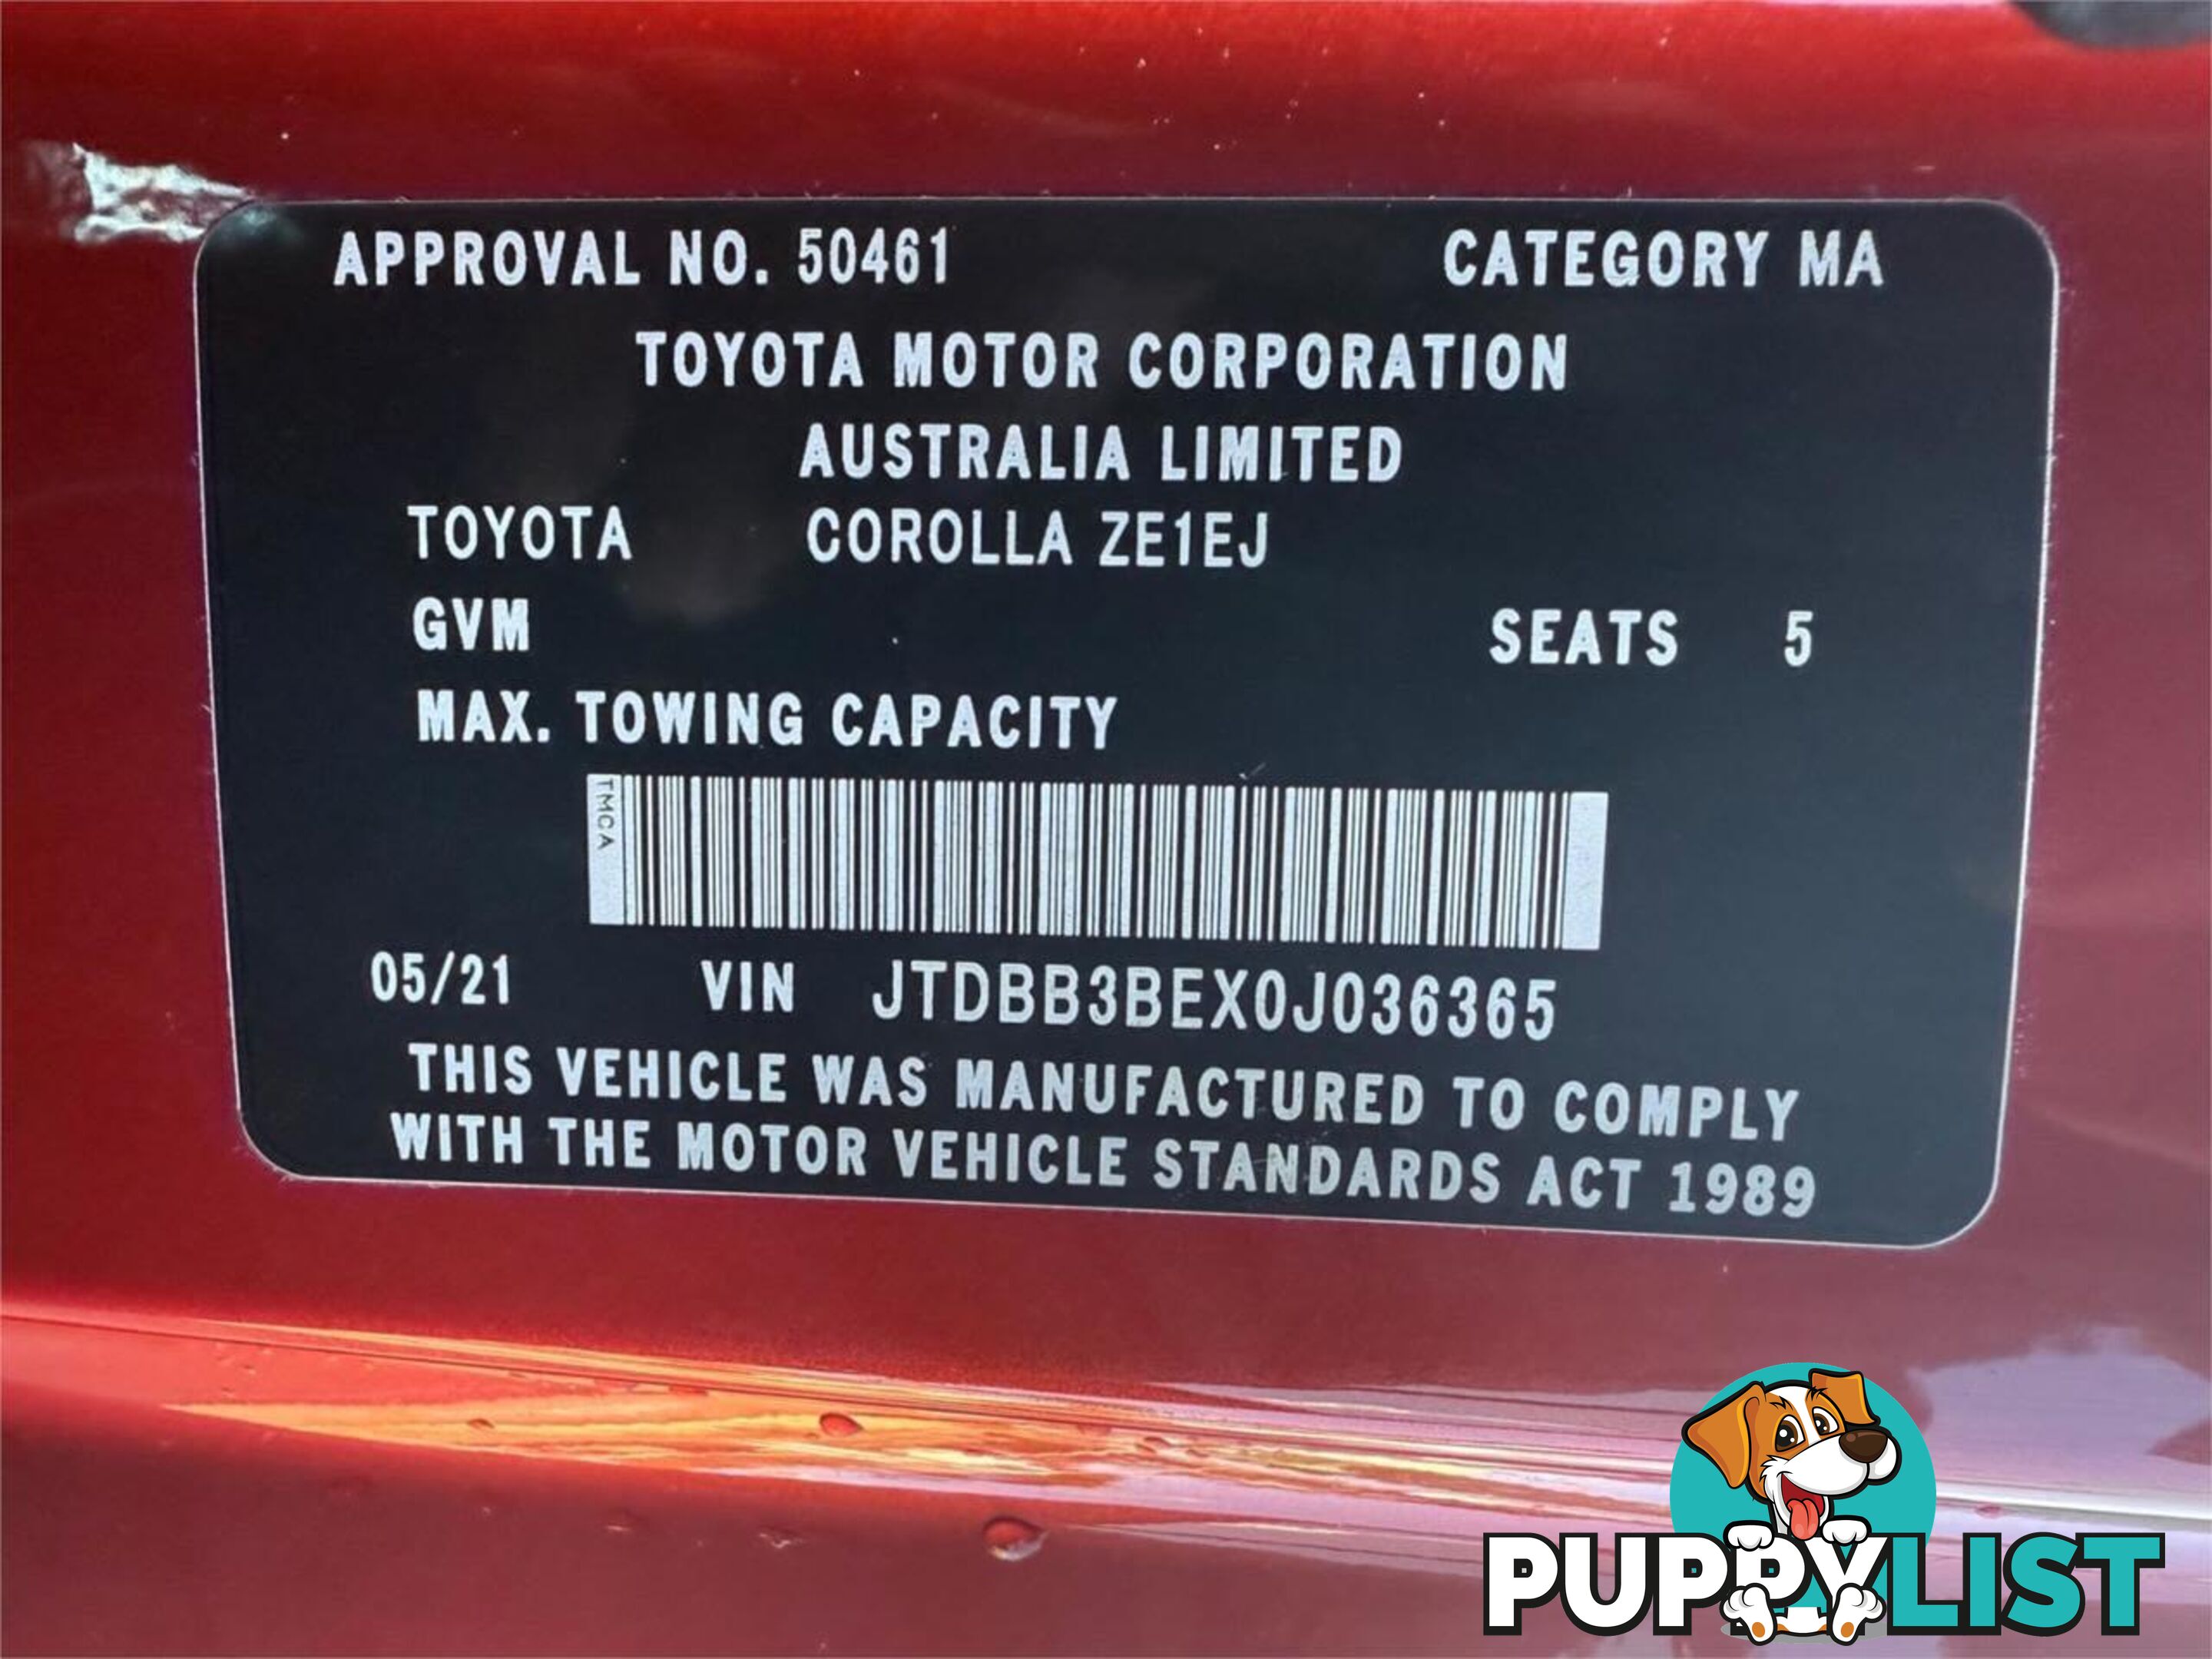 APPROVAL NO. 50461 CATEGORY MA
TOYOTA MOTOR CORPORATION
AUSTRALIA LIMITED
TOYOTA COROLLA ZE1EJ
GVM SEATS 5
MAX. TOWING CAPACITY
TMCA
05/21 VIN JTDBB3BEX0J036365
THIS VEHICLE WAS MANUFACTURED TO COMPLY
WITH THE MOTOR VEHICLE STANDARDS ACT 1989
PUPPYLIST